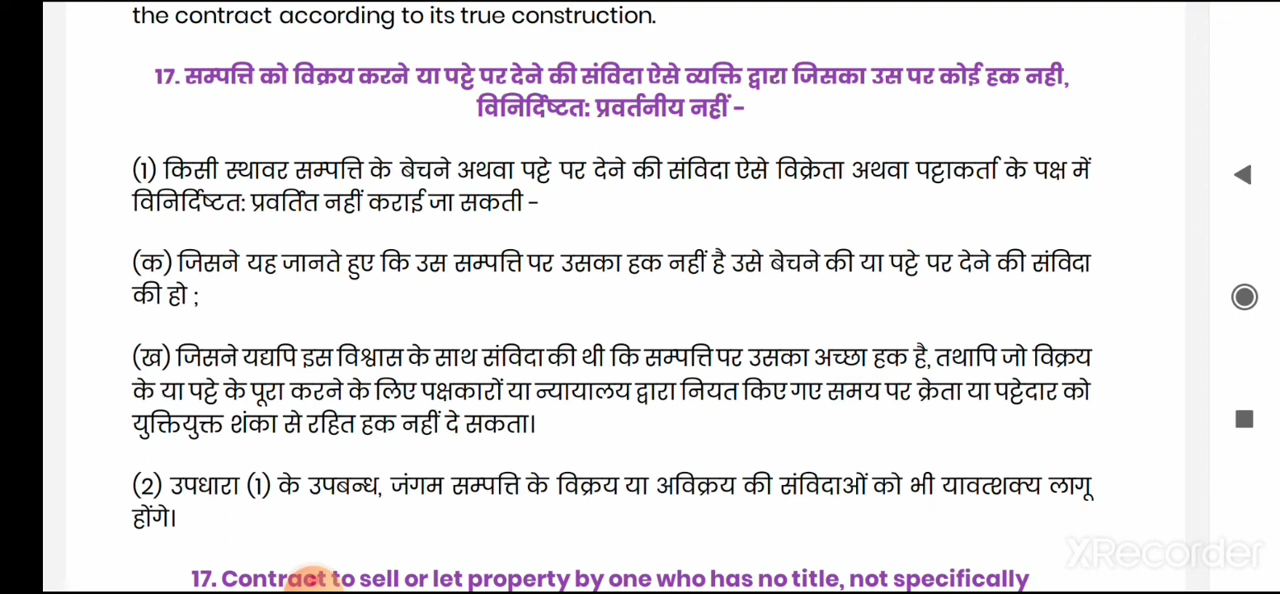 the contract according to its true construction.
17. सम्पत्ति को विक्रय करने या पट्टे पर देने की संविदा ऐसे व्यक्ति द्वारा जिसका उस पर कोई हक नही,
विनिर्दिष्टत: प्रवर्तनीय नहीं -
(1) किसी स्थावर सम्पत्ति के बेचने अथवा पट्टे पर देने की संविदा ऐसे विक्रेता अथवा पट्टाकर्ता के पक्ष में
विनिर्दिष्टत: प्रवर्तित नहीं कराई जा सकती -
(क) जिसने यह जानते हुए कि उस सम्पत्ति पर उसका हक नहीं है उसे बेचने की या पट्टे पर देने की संविदा
की हो ;
(ख) जिसने यद्यपि इस विश्वास के साथ संविदा की थी कि सम्पत्ति पर उसका अच्छा हक है, तथापि जो विक्रय
के या पट्टे के पूरा करने के लिए पक्षकारों या न्यायालय द्वारा नियत किए गए समय पर क्रेता या पट्टेदार को
युक्तियुक्त शंका से रहित हक नहीं दे सकता।
(2) उपधारा (1) के उपबन्ध, जंगम सम्पत्ति के विक्रय या अविक्रय की संविदाओं को भी यावत्शक्य लागू
होंगे।
XRecorder
17. Contract to sell or let property by one who has no title, not specifically